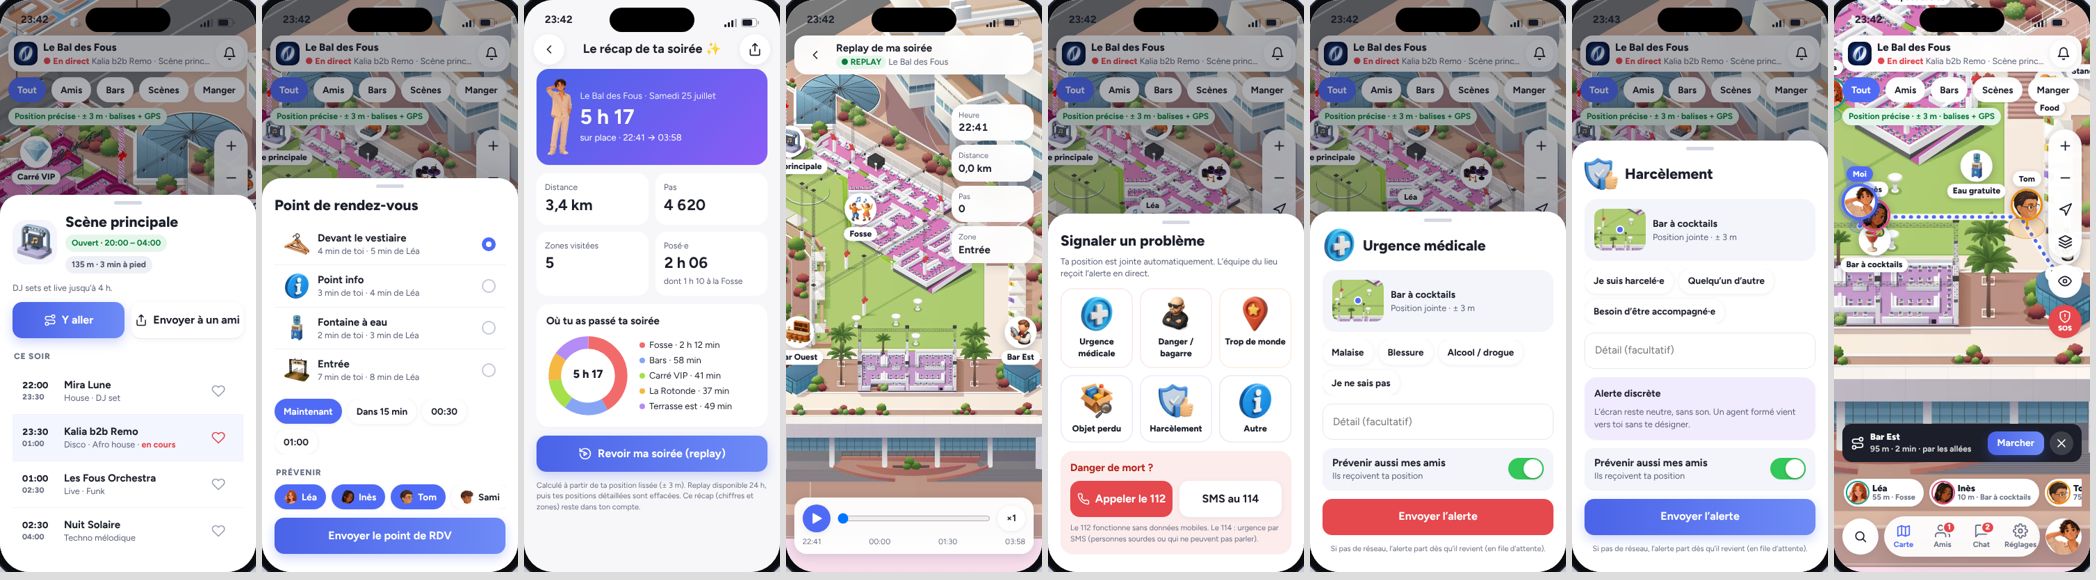 23:42
Le Bal des Fous
En direct Kalia b2b Remo · Scène princ...
Tout
Amis
Bars
Scènes
Manger
Position précise · ± 3 m · balises + GPS
Carré VIP
Scène principale
Ouvert · 20:00 – 04:00
135 m · 3 min à pied
DJ sets et live jusqu'à 4 h.
Y aller
Envoyer à un ami
CE SOIR
22:00
23:30
Mira Lune
House · DJ set
23:30
01:00
Kalia b2b Remo
Disco · Afro house · en cours
01:00
02:30
Les Fous Orchestra
Live · Funk
02:30
04:00
Nuit Solaire
Techno mélodique
23:42
Le Bal des Fous
En direct Kalia b2b Remo · Scène princ...
Tout
Amis
Bars
Scènes
Manger
Position précise · ± 3 m · balises + GPS
e principale
Point de rendez-vous
Devant le vestiaire
4 min de toi · 5 min de Léa
Point info
3 min de toi · 4 min de Léa
Fontaine à eau
2 min de toi · 3 min de Léa
Entrée
7 min de toi · 8 min de Léa
Maintenant
Dans 15 min
00:30
01:00
PRÉVENIR
Léa
Inès
Tom
Sami
Envoyer le point de RDV
23:42
Le récap de ta soirée ✨
Le Bal des Fous · Samedi 25 juillet
5 h 17
sur place · 22:41 → 03:58
Distance
3,4 km
Pas
4 620
Zones visitées
5
Posé·e
2 h 06
dont 1 h 10 à la Fosse
Où tu as passé ta soirée
5 h 17
Fosse · 2 h 12 min
Bars · 58 min
Carré VIP · 41 min
La Rotonde · 37 min
Terrasse est · 49 min
Revoir ma soirée (replay)
Calculé à partir de ta position lissée (± 3 m). Replay disponible 24 h,
puis tes positions détaillées sont effacées. Ce récap (chiffres et
zones) reste dans ton compte.
23:42
Replay de ma soirée
REPLAY Le Bal des Fous
Heure
22:41
Distance
0,0 km
Pas
0
Zone
Entrée
principale
Fosse
ar Ouest
Bar Est
×1
22:41
00:00
01:30
03:58
23:42
Le Bal des Fous
En direct Kalia b2b Remo · Scène princ...
Tout
Amis
Bars
Scènes
Manger
Position précise · ± 3 m · balises + GPS
e principale
Léa
Signaler un problème
Ta position est jointe automatiquement. L'équipe du lieu
reçoit l'alerte en direct.
Urgence
médicale
Danger /
bagarre
Trop de monde
Objet perdu
Harcèlement
Autre
Danger de mort ?
Appeler le 112
SMS au 114
Le 112 fonctionne sans données mobiles. Le 114 : urgence par
SMS (personnes sourdes ou qui ne peuvent pas parler).
23:42
Le Bal des Fous
En direct Kalia b2b Remo · Scène princ...
Tout
Amis
Bars
Scènes
Manger
Position précise · ± 3 m · balises + GPS
e principale
Léa
Urgence médicale
Bar à cocktails
Position jointe · ± 3 m
Malaise
Blessure
Alcool / drogue
Je ne sais pas
Détail (facultatif)
Prévenir aussi mes amis
Ils reçoivent ta position
Envoyer l'alerte
Si pas de réseau, l'alerte part dès qu'il revient (en file d'attente).
23:43
Le Bal des Fous
En direct Kalia b2b Remo · Scène princ...
Tout
Amis
Bars
Scènes
Manger
Position précise · ± 3 m · balises + GPS
Harcèlement
Bar à cocktails
Position jointe · ± 3 m
Je suis harcelé·e
Quelqu'un d'autre
Besoin d'être accompagné·e
Détail (facultatif)
Alerte discrète
L'écran reste neutre, sans son. Un agent formé vient
vers toi sans te désigner.
Prévenir aussi mes amis
Ils reçoivent ta position
Envoyer l'alerte
Si pas de réseau, l'alerte part dès qu'il revient (en file d'attente).
23:42
Le Bal des Fous
En direct Kalia b2b Remo · Scène princ...
Tout
Amis
Bars
Scènes
Manger
Food
Position précise · ± 3 m · balises + GPS
Moi
Tom
Eau gratuite
Bar à cocktails
SOS
Bar Est
95 m · 2 min · par les allées
Marcher
Léa
55 m · Fosse
Inès
10 m · Bar à cocktails
Carte
Amis
1
Chat
2
Réglages